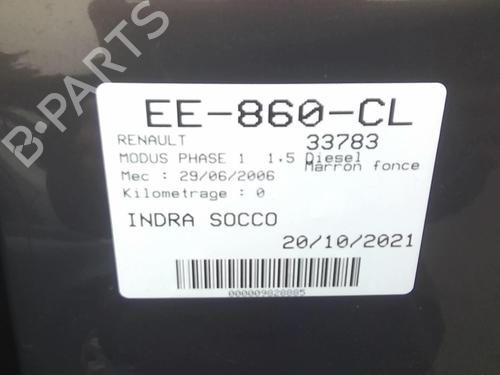 B-PARTS
EE-860-CL
RENAULT 33783
MODUS PHASE 1 1.5 Diesel
Marron fonce
Mec : 29/06/2006
Kilometrage : 0
INDRA SOCCO
20/10/2021
000009828885